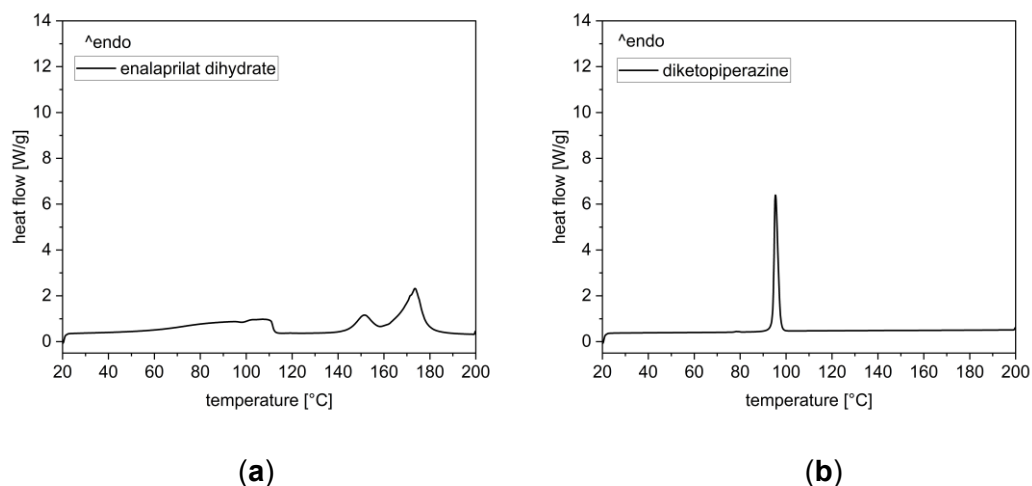 14
12
10
8
6
4
2
0
heat flow [W/g]
^endo
enalaprilat dihydrate
20 40 60 80 100 120 140 160 180 200
temperature [°C]
(a)
14
12
10
8
6
4
2
0
heat flow [W/g]
^endo
diketopiperazine
20 40 60 80 100 120 140 160 180 200
temperature [°C]
(b)